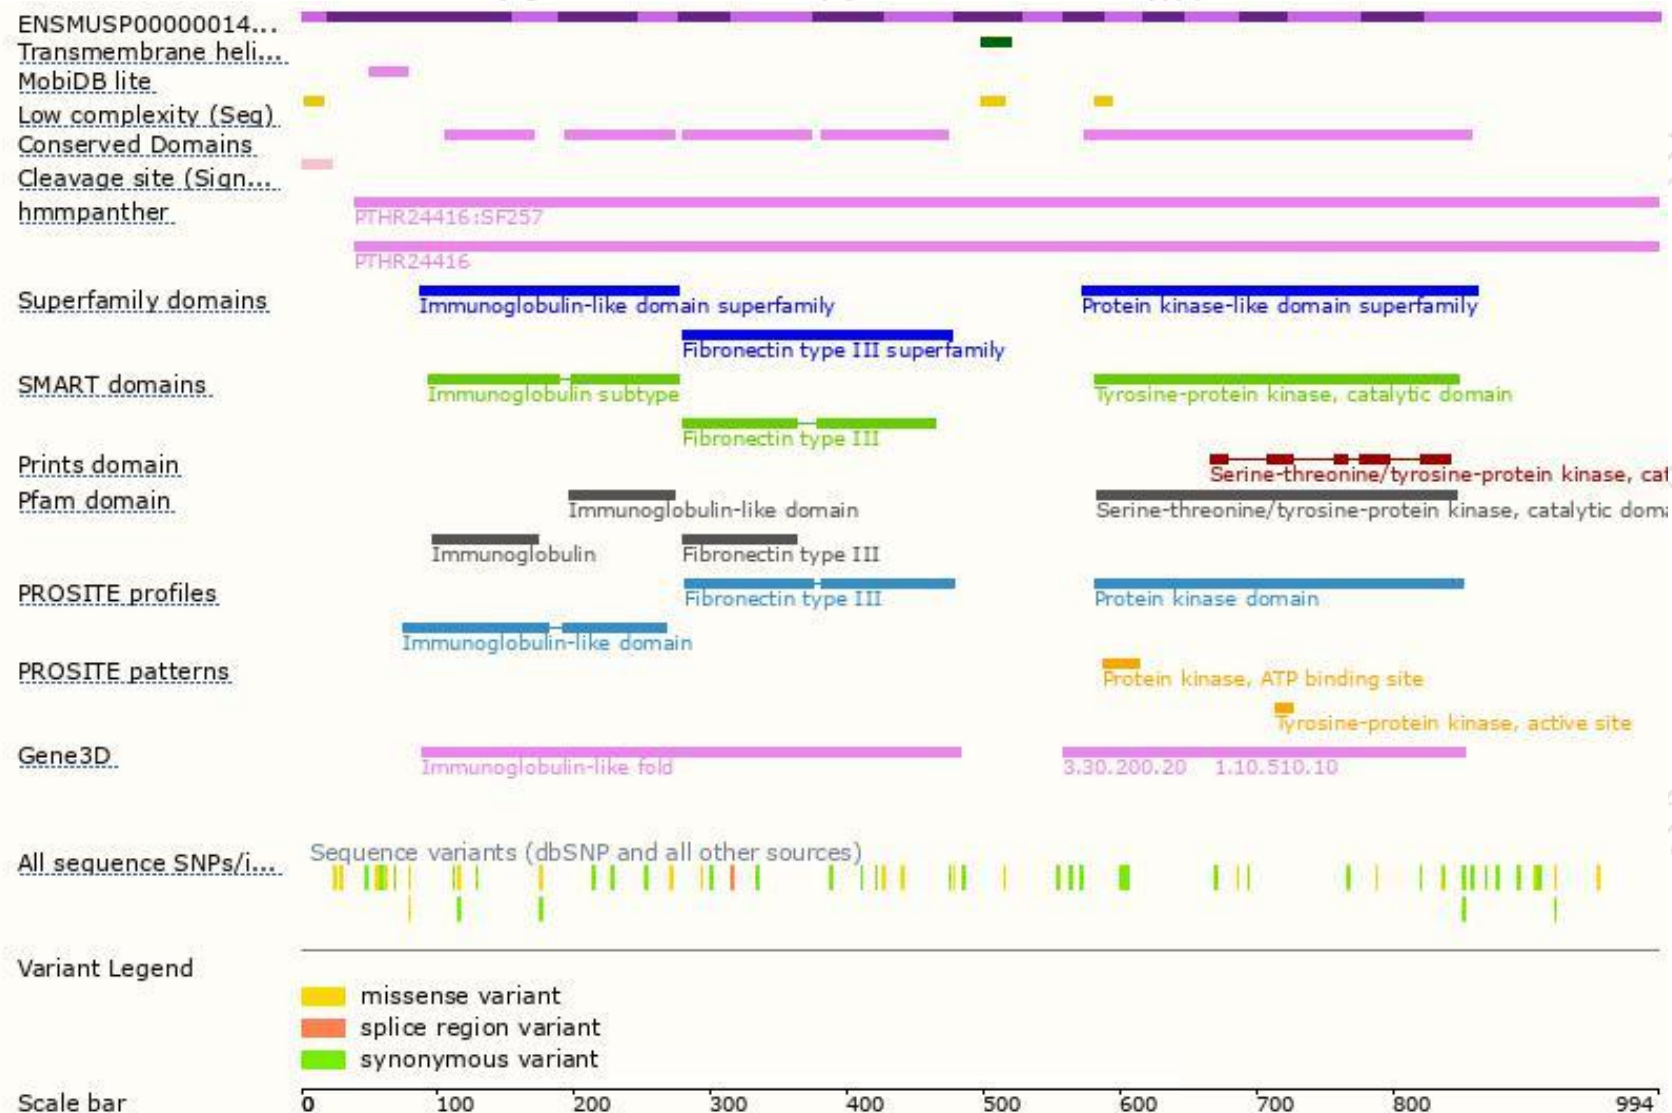 ENSMUSP00000014...
Transmembrane heli...
MobiDB lite
Low complexity (Seg)
Conserved Domains
Cleavage site (Sign...
hmmpanther
PTHR24416:SF257
PTHR24416
Superfamily domains
Immunoglobulin-like domain superfamily
Protein kinase-like domain superfamily
Fibronectin type III superfamily
SMART domains
Immunoglobulin subtype
Tyrosine-protein kinase, catalytic domain
Fibronectin type III
Prints domain
Serine-threonine/tyrosine-protein kinase, cat
Pfam domain
Immunoglobulin-like domain
Serine-threonine/tyrosine-protein kinase, catalytic doma
Immunoglobulin
Fibronectin type III
PROSITE profiles
Fibronectin type III
Protein kinase domain
Immunoglobulin-like domain
PROSITE patterns
Protein kinase, ATP binding site
Tyrosine-protein kinase, active site
Gene3D
Immunoglobulin-like fold
3.30.200.20 1.10.510.10
Sequence variants (dbSNP and all other sources)
All sequence SNPs/i...
Variant Legend
missense variant
splice region variant
synonymous variant
Scale bar
0 100 200 300 400 500 600 700 800 994